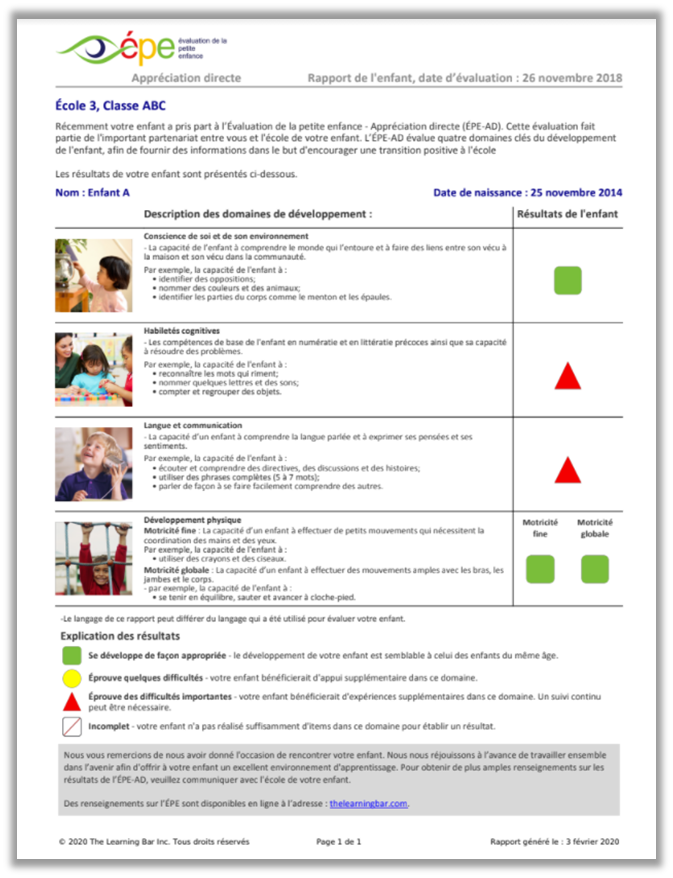 épe évaluation de la
petite
enfance
Appréciation directe Rapport de l'enfant, date d'évaluation : 26 novembre 2018
École 3, Classe ABC
Récemment votre enfant a pris part à l'Évaluation de la petite enfance - Appréciation directe (ÉPE-AD). Cette évaluation fait
partie de l'important partenariat entre vous et l'école de votre enfant. L'ÉPE-AD évalue quatre domaines clés du développement
de l'enfant, afin de fournir des informations dans le but d'encourager une transition positive à l'école
Les résultats de votre enfant sont présentés ci-dessous.
Nom : Enfant A Date de naissance : 25 novembre 2014
Description des domaines de développement : Résultats de l'enfant
Conscience de soi et de son environnement
- La capacité de l'enfant à comprendre le monde qui l'entoure et à faire des liens entre son vécu à
la maison et son vécu dans la communauté.
Par exemple, la capacité de l'enfant à :
• identifier des oppositions;
• nommer des couleurs et des animaux;
• identifier les parties du corps comme le menton et les épaules.
Habiletés cognitives
- Les compétences de base de l'enfant en numératie et en littératie précoces ainsi que sa capacité
à résoudre des problèmes.
Par exemple, la capacité de l'enfant à :
• reconnaître les mots qui riment;
• nommer quelques lettres et des sons;
• compter et regrouper des objets.
Langue et communication
- La capacité d'un enfant à comprendre la langue parlée et à exprimer ses pensées et ses
sentiments.
Par exemple, la capacité de l'enfant à :
• écouter et comprendre des directives, des discussions et des histoires;
• utiliser des phrases complètes (5 à 7 mots);
• parler de façon à se faire facilement comprendre des autres.
Développement physique
Motricité fine : La capacité d'un enfant à effectuer de petits mouvements qui nécessitent la
coordination des mains et des yeux.
Par exemple, la capacité de l'enfant à :
• utiliser des crayons et des ciseaux.
Motricité globale : La capacité d'un enfant à effectuer des mouvements amples avec les bras, les
jambes et le corps.
- par exemple, la capacité de l'enfant à :
• se tenir en équilibre, sauter et avancer à cloche-pied.
Motricité Motricité
fine globale
-Le langage de ce rapport peut différer du langage qui a été utilisé pour évaluer votre enfant.
Explication des résultats
Se développe de façon appropriée - le développement de votre enfant est semblable à celui des enfants du même âge.
Éprouve quelques difficultés - votre enfant bénéficierait d'appui supplémentaire dans ce domaine.
Éprouve des difficultés importantes - votre enfant bénéficierait d'expériences supplémentaires dans ce domaine. Un suivi continu
peut être nécessaire.
Incomplet - votre enfant n'a pas réalisé suffisamment d'items dans ce domaine pour établir un résultat.
Nous vous remercions de nous avoir donné l'occasion de rencontrer votre enfant. Nous nous réjouissons à l'avance de travailler ensemble
dans l'avenir afin d'offrir à votre enfant un excellent environnement d'apprentissage. Pour obtenir de plus amples renseignements sur les
résultats de l'ÉPE-AD, veuillez communiquer avec l'école de votre enfant.
Des renseignements sur l'ÉPE sont disponibles en ligne à l'adresse : thelearningbar.com.
© 2020 The Learning Bar Inc. Tous droits réservés Page 1 de 1 Rapport généré le : 3 février 2020